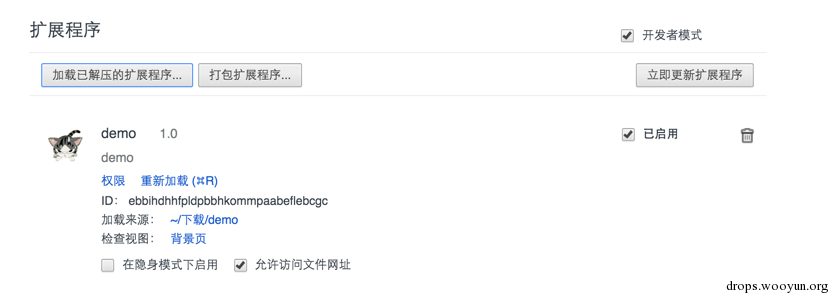 扩展程序
开发者模式
加载已解压的扩展程序... 打包扩展程序... 立即更新扩展程序
demo 1.0 已启用
demo
权限 重新加载 (⌘R)
ID: ebbihdhhfpldpbbhkommpaabeflebcgc
加载来源: ~/下载/demo
检查视图: 背景页
在隐身模式下启用 允许访问文件网址
drops.wooyun.org